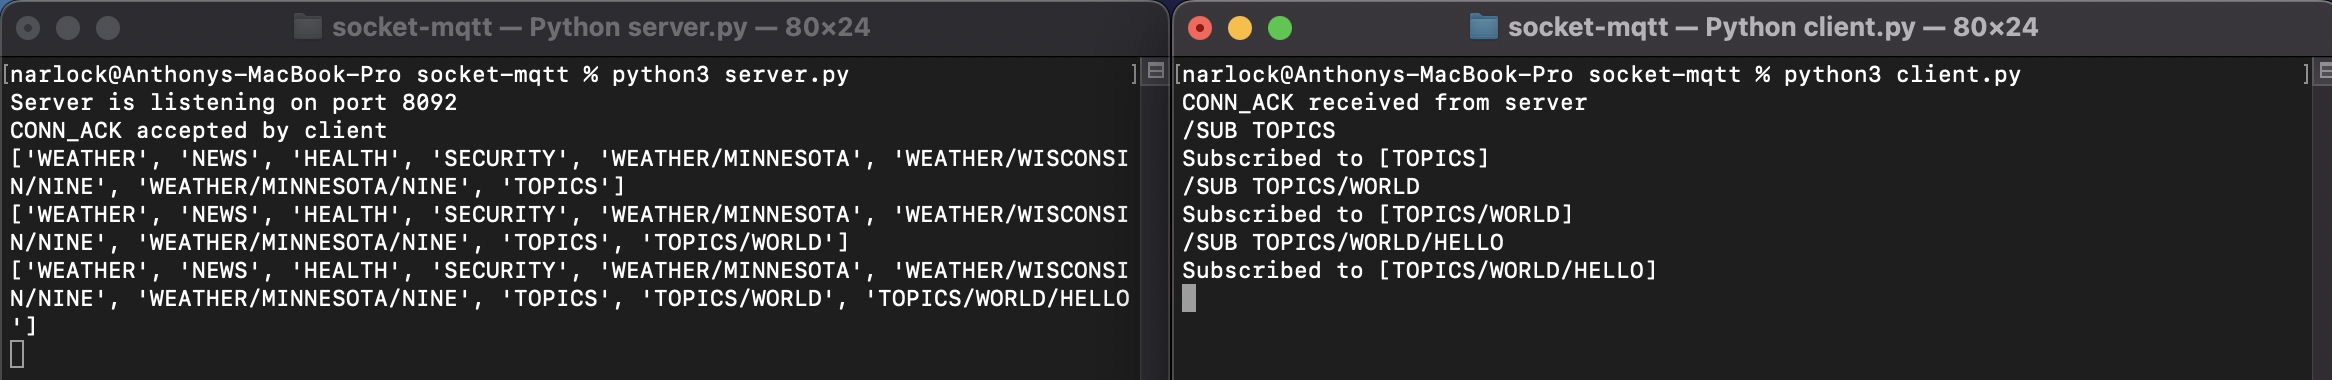 socket-mqtt — Python server.py — 80×24
[narlock@Anthonys-MacBook-Pro socket-mqtt % python3 server.py ]
Server is listening on port 8092
CONN_ACK accepted by client
['WEATHER', 'NEWS', 'HEALTH', 'SECURITY', 'WEATHER/MINNESOTA', 'WEATHER/WISCONSI
N/NINE', 'WEATHER/MINNESOTA/NINE', 'TOPICS']
['WEATHER', 'NEWS', 'HEALTH', 'SECURITY', 'WEATHER/MINNESOTA', 'WEATHER/WISCONSI
N/NINE', 'WEATHER/MINNESOTA/NINE', 'TOPICS', 'TOPICS/WORLD']
['WEATHER', 'NEWS', 'HEALTH', 'SECURITY', 'WEATHER/MINNESOTA', 'WEATHER/WISCONSI
N/NINE', 'WEATHER/MINNESOTA/NINE', 'TOPICS', 'TOPICS/WORLD', 'TOPICS/WORLD/HELLO
']
socket-mqtt — Python client.py — 80×24
[narlock@Anthonys-MacBook-Pro socket-mqtt % python3 client.py ]
CONN_ACK received from server
/SUB TOPICS
Subscribed to [TOPICS]
/SUB TOPICS/WORLD
Subscribed to [TOPICS/WORLD]
/SUB TOPICS/WORLD/HELLO
Subscribed to [TOPICS/WORLD/HELLO]